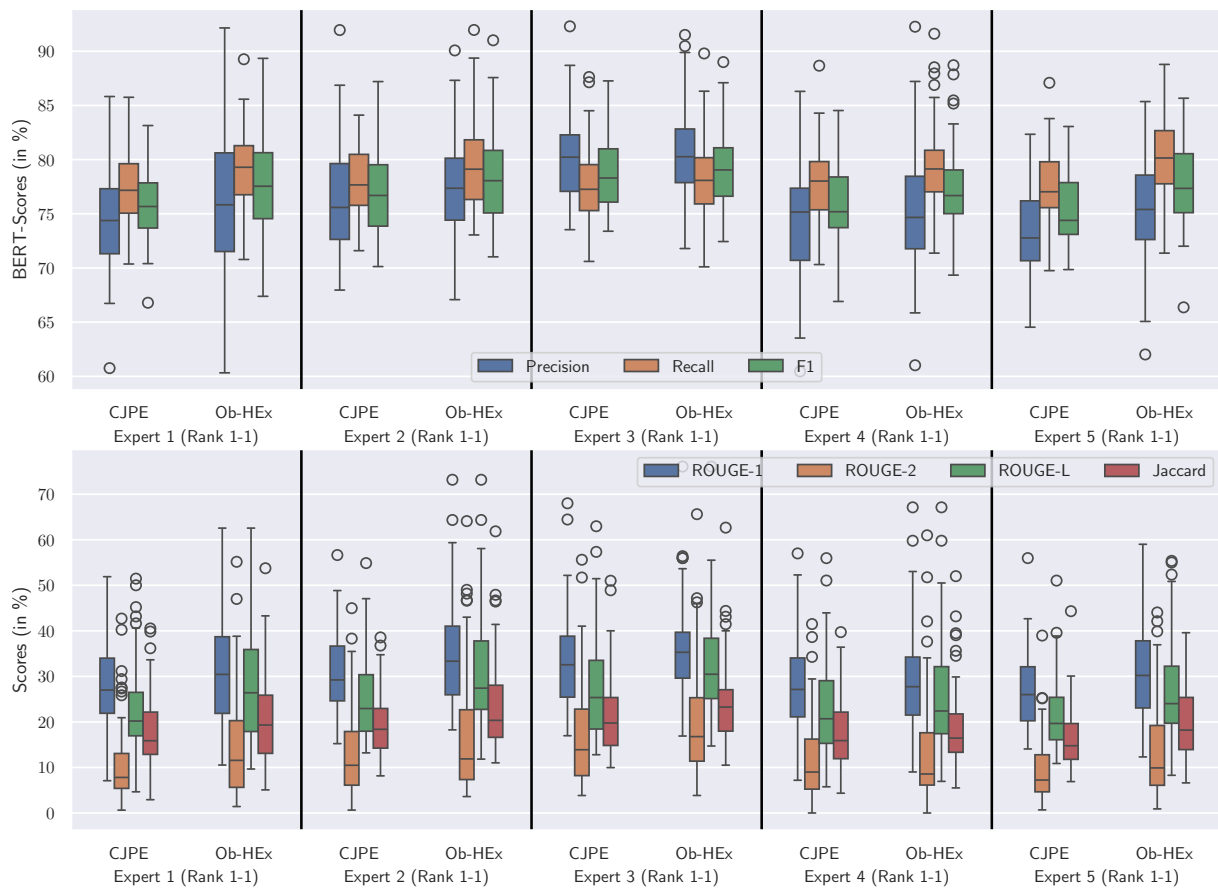 BERT-Scores (in %)
90
85
80
75
70
65
60
Precision Recall F1
CJPE Ob-HEx CJPE Ob-HEx CJPE Ob-HEx CJPE Ob-HEx CJPE Ob-HEx
Expert 1 (Rank 1-1) Expert 2 (Rank 1-1) Expert 3 (Rank 1-1) Expert 4 (Rank 1-1) Expert 5 (Rank 1-1)
Scores (in %)
ROUGE-1 ROUGE-2 ROUGE-L Jaccard
70
60
50
40
30
20
10
0
CJPE Ob-HEx CJPE Ob-HEx CJPE Ob-HEx CJPE Ob-HEx CJPE Ob-HEx
Expert 1 (Rank 1-1) Expert 2 (Rank 1-1) Expert 3 (Rank 1-1) Expert 4 (Rank 1-1) Expert 5 (Rank 1-1)